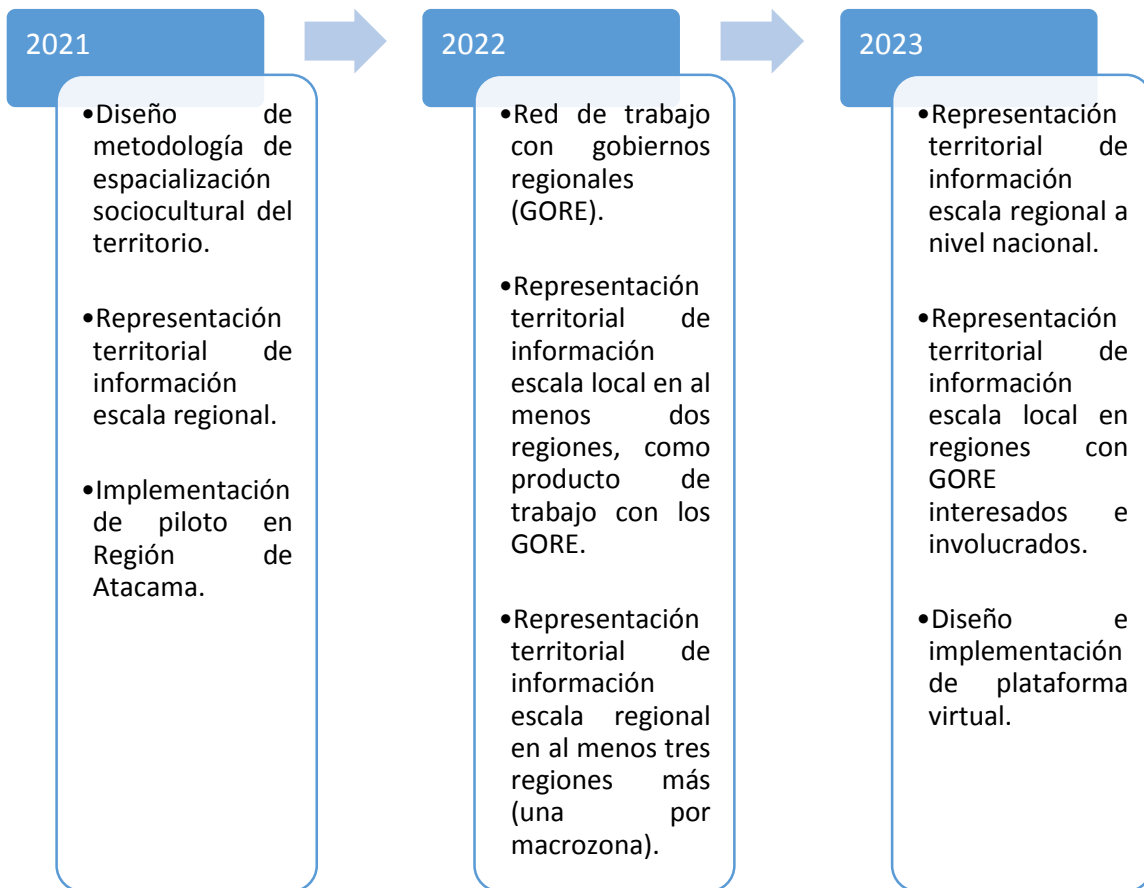 2021
•Diseño de
metodología de
espacialización
sociocultural del
territorio.
•Representación
territorial de
información
escala regional.
•Implementación
de piloto en
Región de
Atacama.
2022
•Red de trabajo
con gobiernos
regionales
(GORE).
•Representación
territorial de
información
escala local en al
menos dos
regiones, como
producto de
trabajo con los
GORE.
•Representación
territorial de
información
escala regional
en al menos tres
regiones más
(una por
macrozona).
2023
•Representación
territorial de
información
escala regional a
nivel nacional.
•Representación
territorial de
información
escala local en
regiones con
GORE
interesados e
involucrados.
•Diseño e
implementación
de plataforma
virtual.